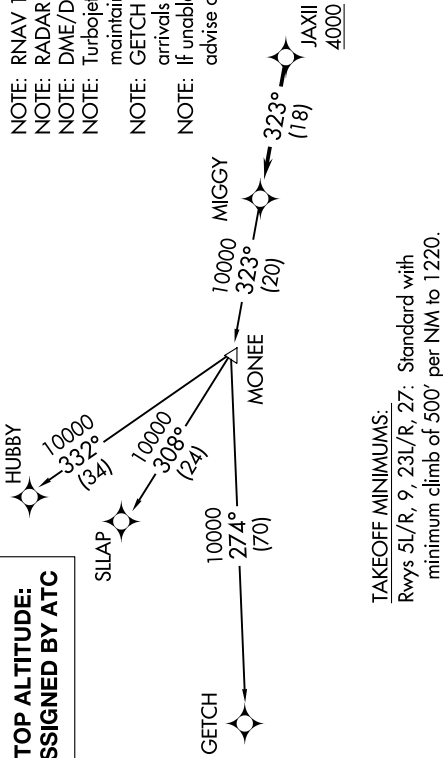 NOTE: RNAV 1
NOTE: RADAR
NOTE: DME/D
NOTE: Turbojet
maintain
NOTE: GETCH
arrivals
NOTE: If unable
advise
TOP ALTITUDE:
SSIGNED BY ATC
HUBBY
10000
332°
(34)
SLLAP
10000
308°
(24)
GETCH
10000
274°
(70)
MONEE
10000
323°
(20)
MIGGY
323°
(18)
JAXII
4000
TAKEOFF MINIMUMS:
Rwys 5L/R, 9, 23L/R, 27: Standard with
minimum climb of 500' per NM to 1220.